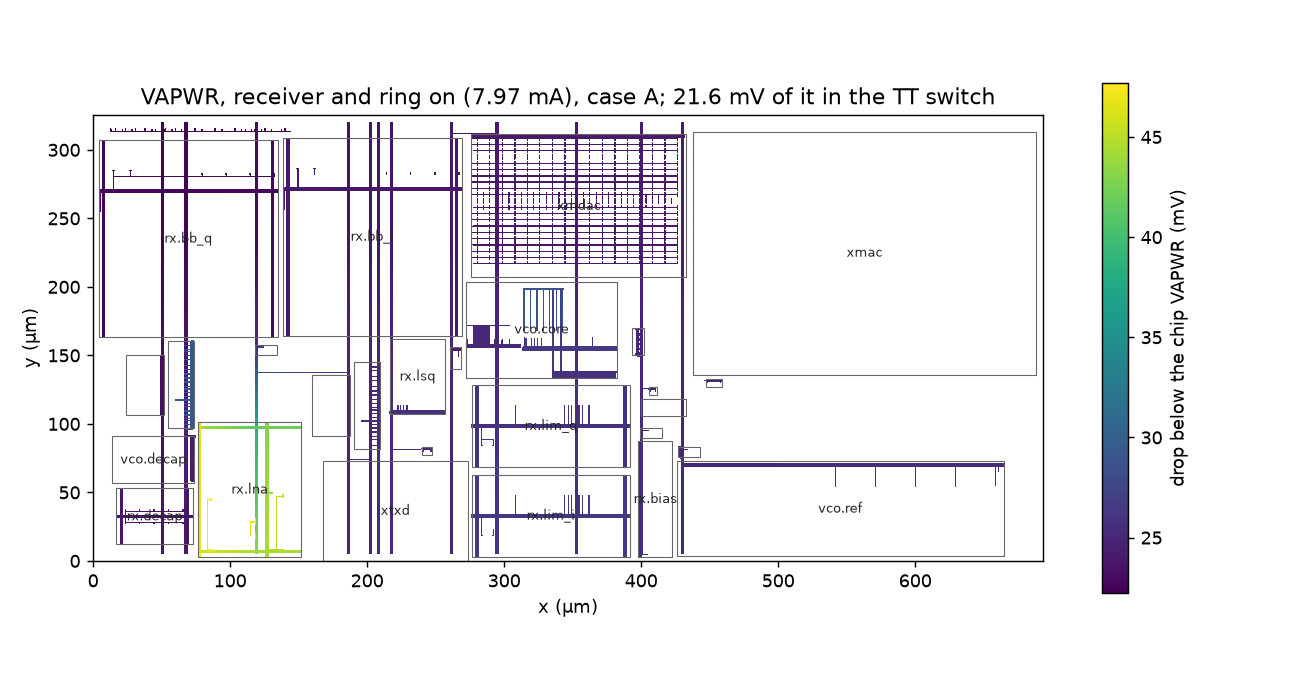 VAPWR, receiver and ring on (7.97 mA), case A; 21.6 mV of it in the TT switch
300
250
200
150
100
50
0
y (µm)
0
100
200
300
400
500
600
x (µm)
rx.bb_q
rx.bb_
xmdac
xmac
vco.core
rx.lsq
rx.lim_q
vco.decap
rx.lna
rx.decap
xtxd
rx.lim_i
rx.bias
vco.ref
45
40
35
30
25
drop below the chip VAPWR (mV)